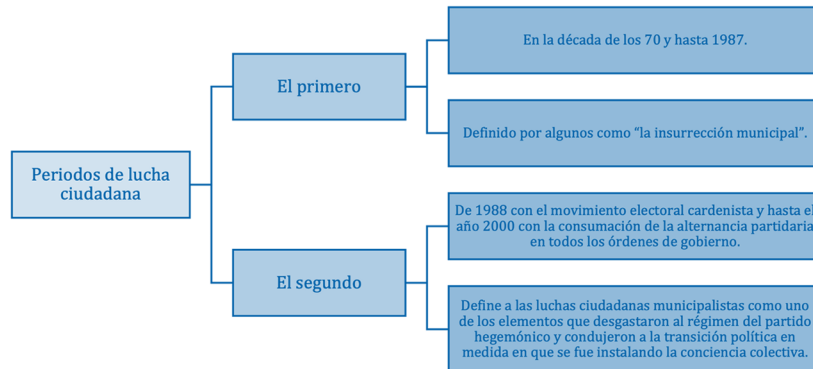 Periodos de lucha
ciudadana
El primero
En la década de los 70 y hasta 1987.
Definido por algunos como “la insurrección municipal”.
El segundo
De 1988 con el movimiento electoral cardenista y hasta el
año 2000 con la consumación de la alternancia partidaria
en todos los órdenes de gobierno.
Define a las luchas ciudadanas municipalistas como uno
de los elementos que desgastaron al régimen del partido
hegemónico y condujeron a la transición política en
medida en que se fue instalando la conciencia colectiva.